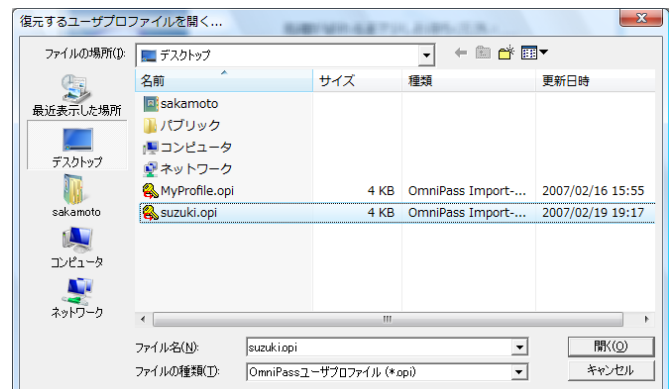 復元するユーザプロファイルを開く...
ファイルの場所(I):
デスクトップ
名前 サイズ 種類 更新日時
最近表示した場所
デスクトップ
sakamoto
コンピュータ
ネットワーク
sakamoto
パブリック
コンピュータ
ネットワーク
MyProfile.opi 4 KB OmniPass Import-... 2007/02/16 15:55
suzuki.opi 4 KB OmniPass Import-... 2007/02/19 19:17
ファイル名(N): suzuki.opi 開く(O)
ファイルの種類(T): OmniPassユーザプロファイル (*.opi) キャンセル